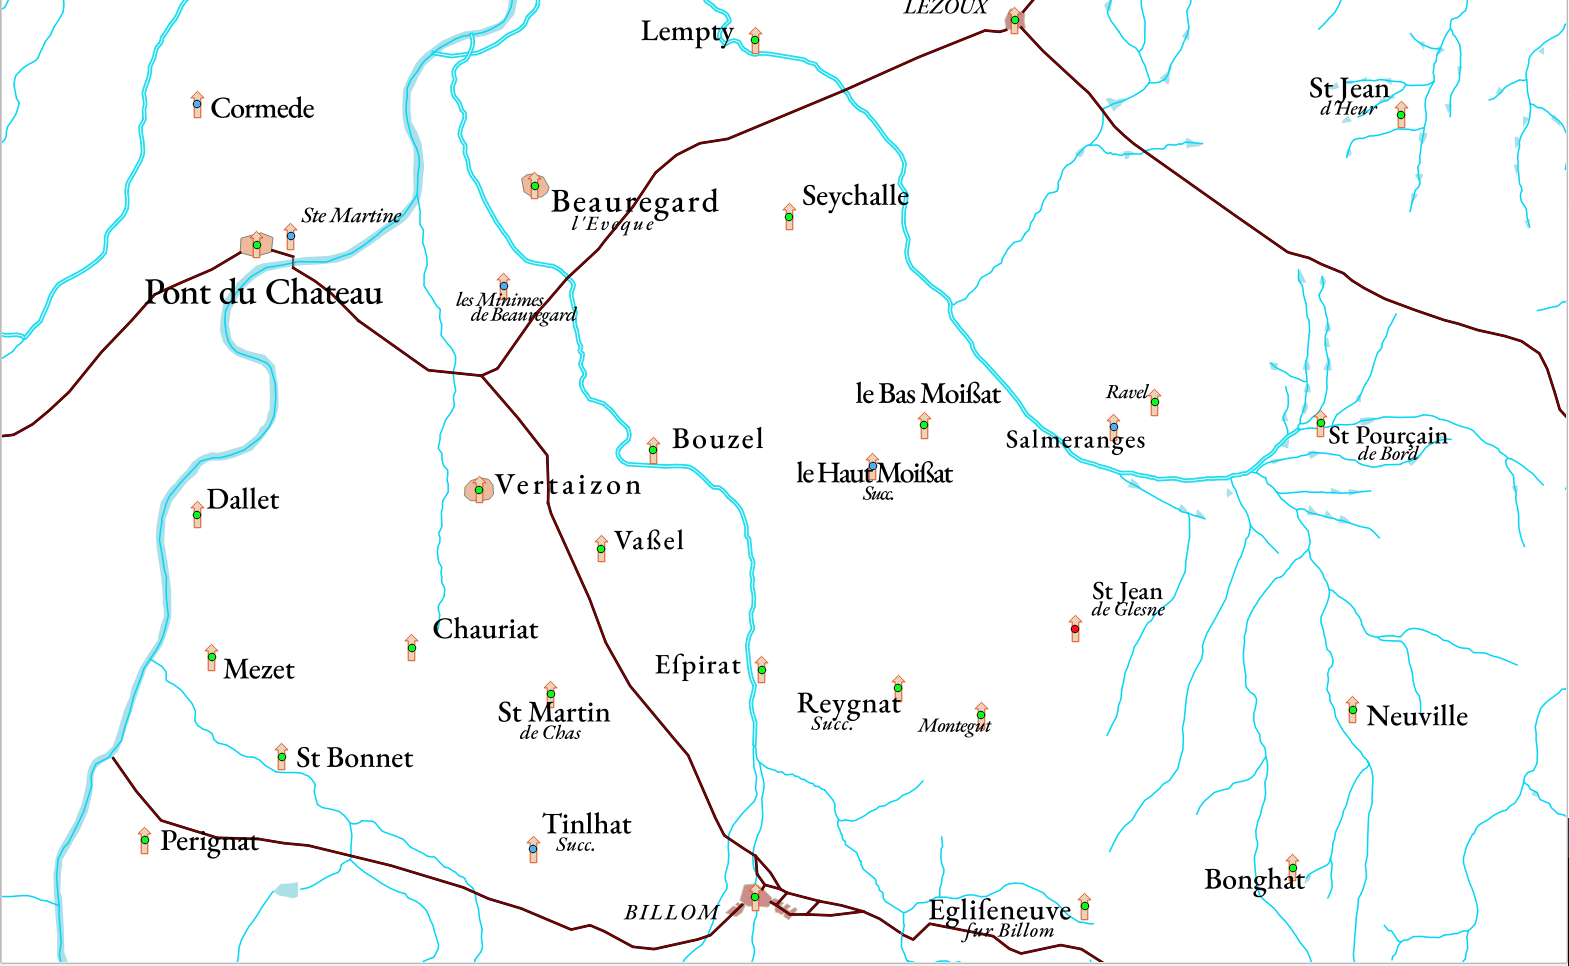 LEZOUX
Lempty
St Jean
d'Heur
Cormede
Seychalle
Beauregard
l'Eveque
Ste Martine
Pont du Chateau
les Minimes
de Beauregard
le Bas Moißat
Ravel
Salmeranges
St Pourçain
de Bord
Bouzel
le Haut Moißat
Succ.
Vertaizon
Dallet
Vaßel
St Jean
de Glesne
Chauriat
Mezet
Eſpirat
Reygnat
Succ.
Montegut
St Martin
de Chas
Neuville
St Bonnet
Tinlhat
Succ.
Perignat
Bonghat
BILLOM
Egliſeneuve
ſur Billom